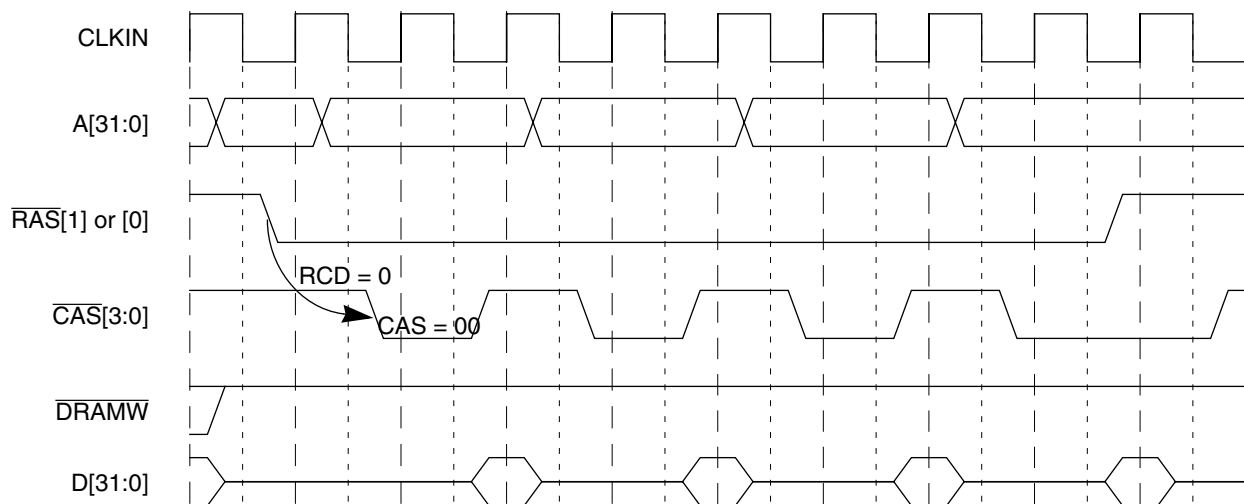 CLKIN
A[31:0]
RAS[1] or [0]
RCD = 0
CAS[3:0]
CAS = 00
DRAMW
D[31:0]